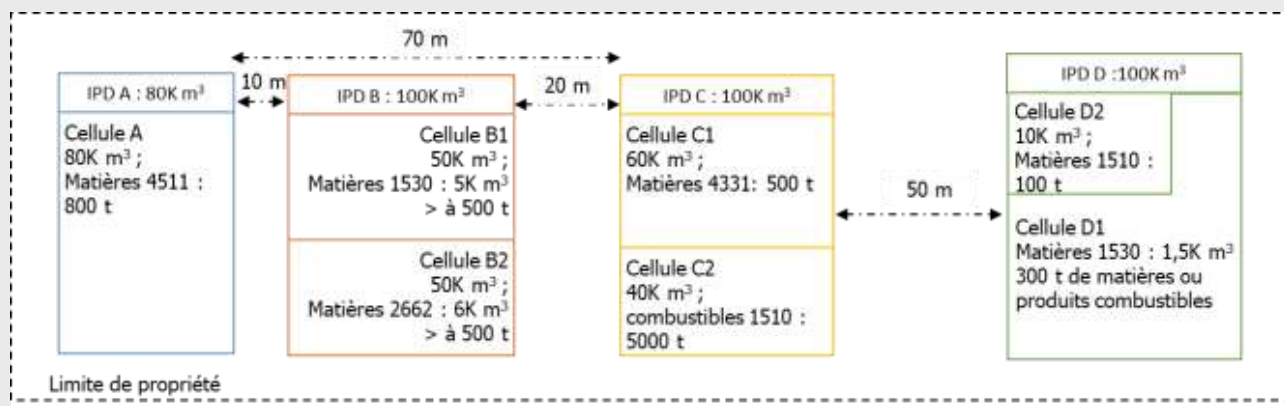 70 m
10 m
20 m
50 m
IPD A : 80K m³
Cellule A
80K m³ ;
Matières 4511 :
800 t
IPD B : 100K m³
Cellule B1
50K m³ ;
Matières 1530 : 5K m³
> à 500 t
Cellule B2
50K m³ ;
Matières 2662 : 6K m³
> à 500 t
IPD C : 100K m³
Cellule C1
60K m³ ;
Matières 4331: 500 t
Cellule C2
40K m³ ;
combustibles 1510 :
5000 t
IPD D :100K m³
Cellule D2
10K m³ ;
Matières 1510 :
100 t
Cellule D1
Matières 1530 : 1,5K m³
300 t de matières ou
produits combustibles
Limite de propriété